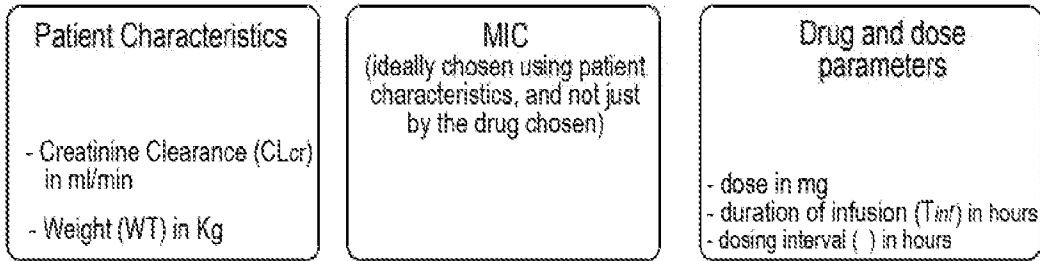 Patient Characteristics
- Creatinine Clearance (CLcr)
in ml/min
- Weight (WT) in Kg
MIC
(ideally chosen using patient
characteristics, and not just
by the drug chosen)
Drug and dose
parameters
- dose in mg
- duration of infusion (Tinf) in hours
- dosing interval ( ) in hours